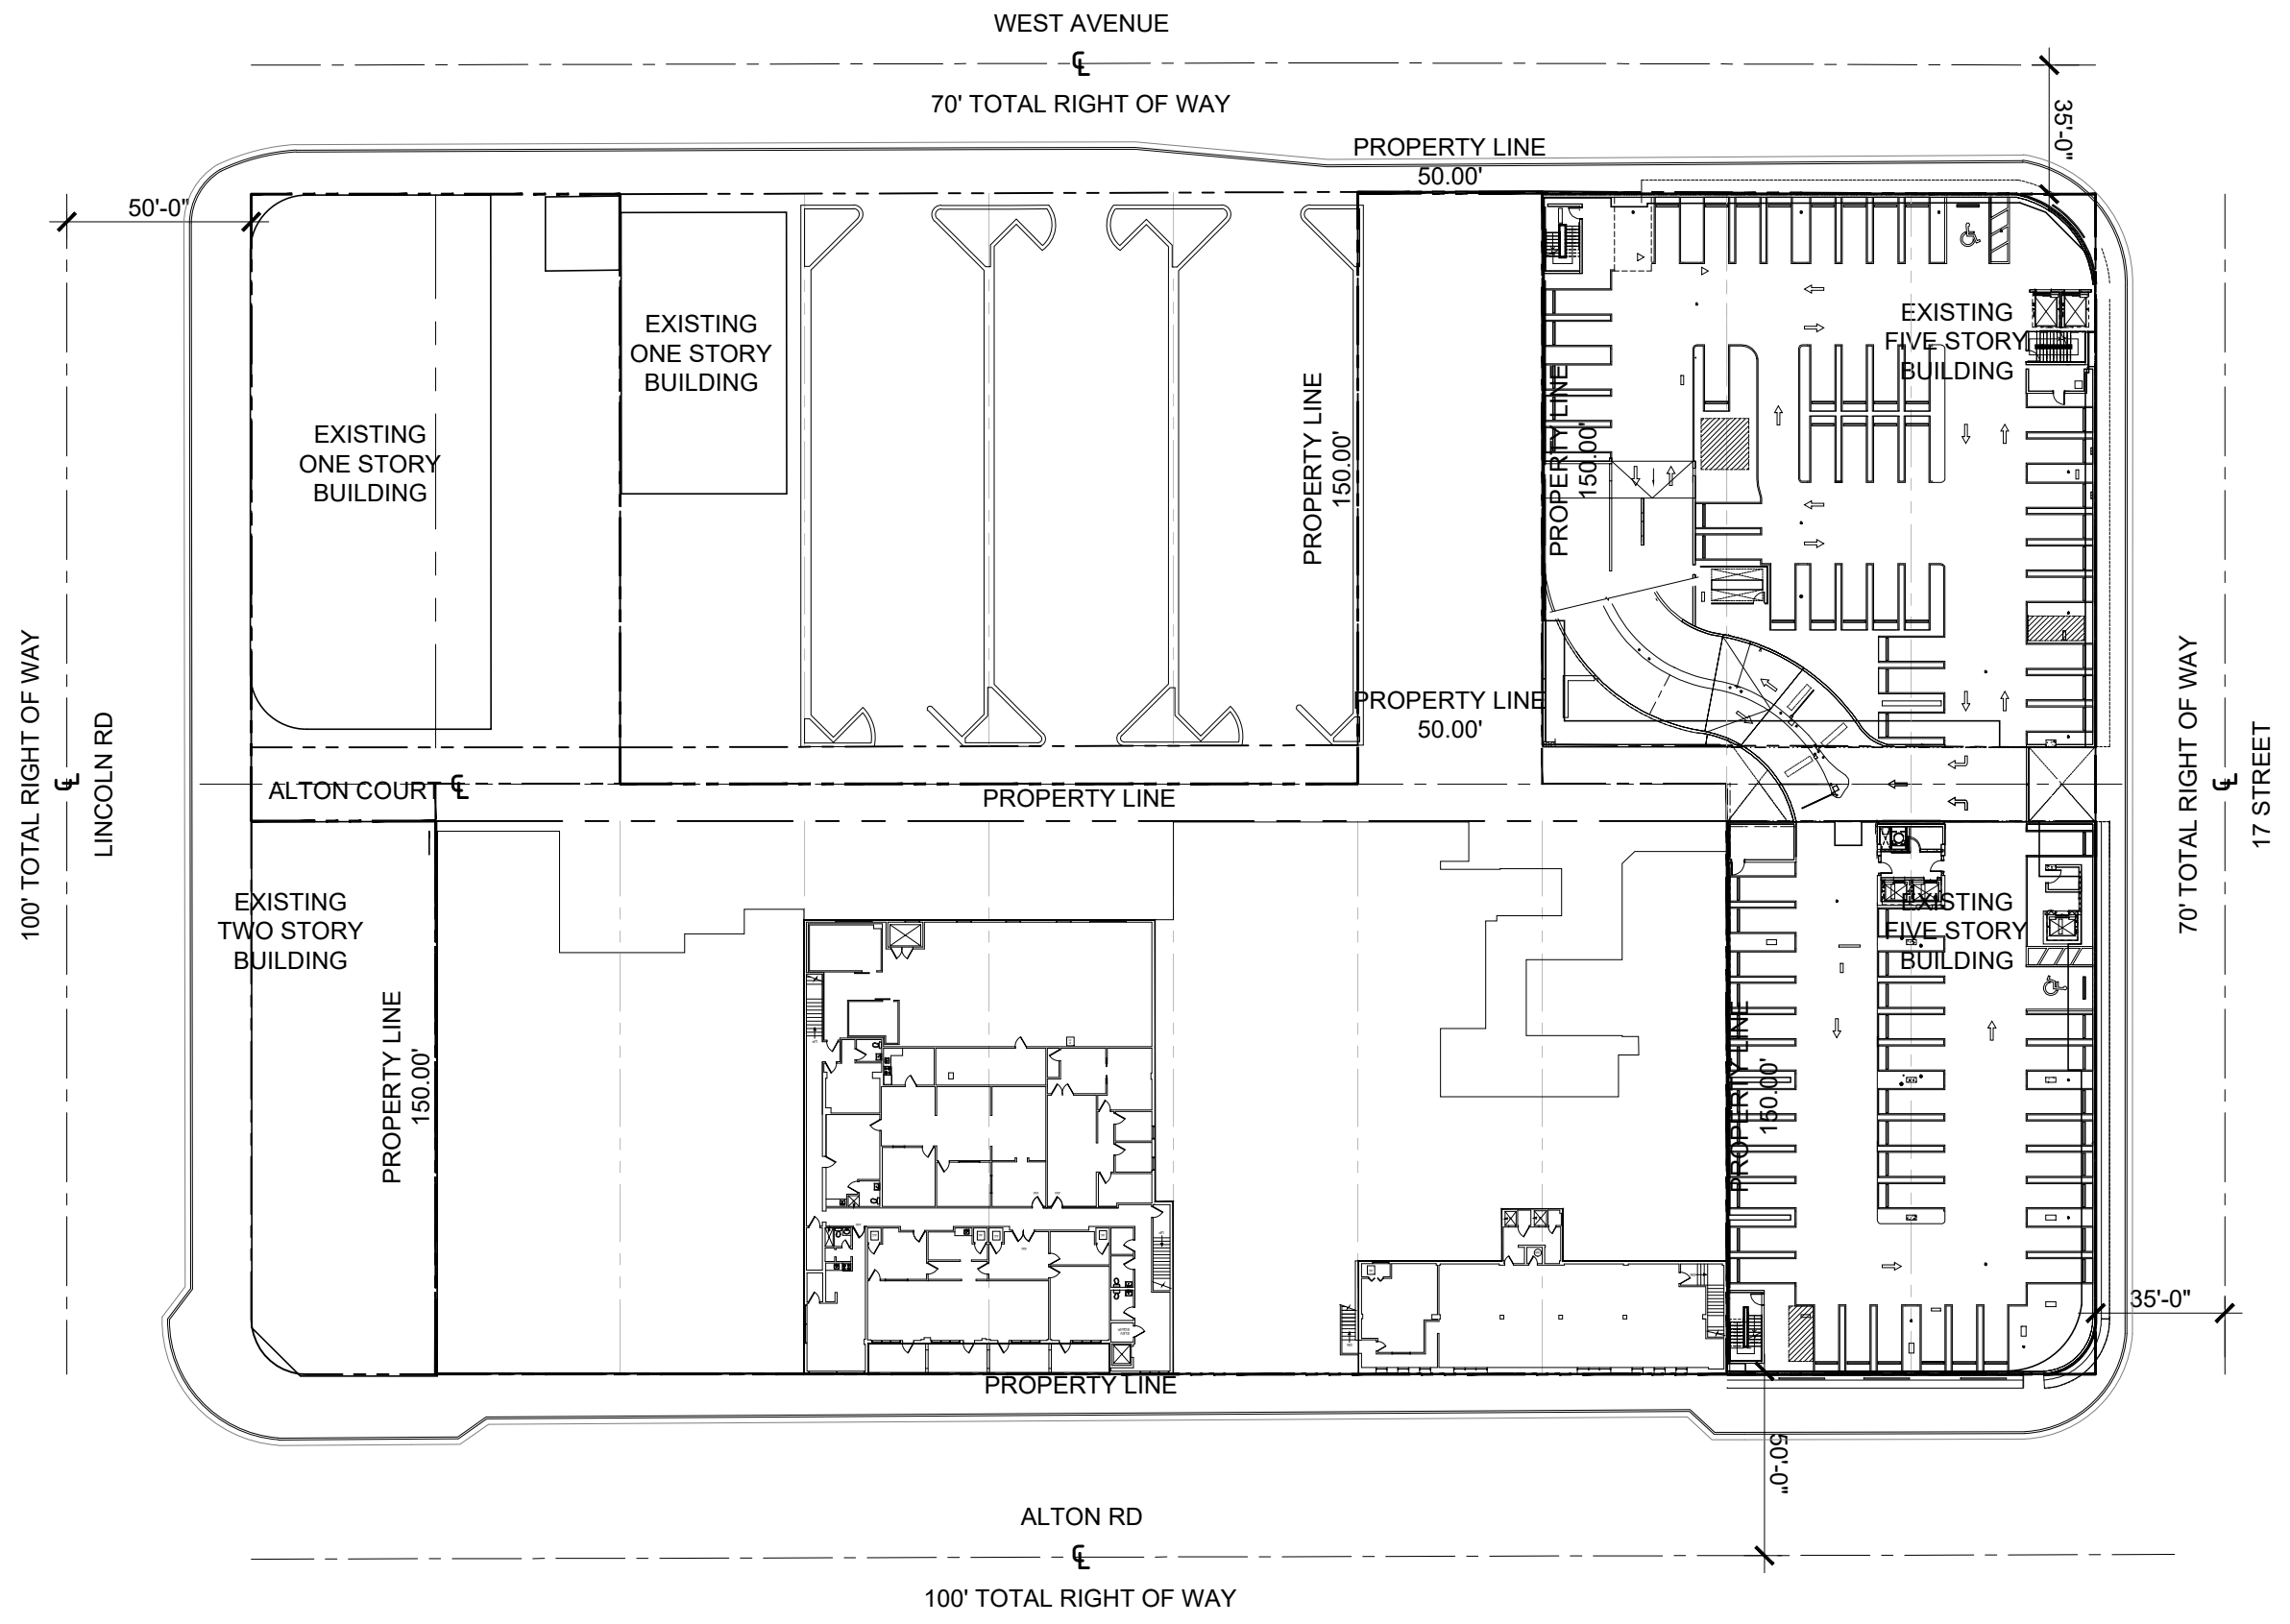 WEST AVENUE
℄
70' TOTAL RIGHT OF WAY
35'-0"
PROPERTY LINE
50.00'
50'-0"
EXISTING
ONE STORY
BUILDING
EXISTING
ONE STORY
BUILDING
PROPERTY LINE
150.00'
PROPERTY LINE
150.00'
EXISTING
FIVE STORY
BUILDING
100' TOTAL RIGHT OF WAY
℄
LINCOLN RD
PROPERTY LINE
50.00'
ALTON COURT ℄
PROPERTY LINE
70' TOTAL RIGHT OF WAY
℄
17 STREET
EXISTING
TWO STORY
BUILDING
PROPERTY LINE
150.00'
EXISTING
FIVE STORY
BUILDING
PROPERTY LINE
150.00'
35'-0"
PROPERTY LINE
50'-0"
ALTON RD
℄
100' TOTAL RIGHT OF WAY